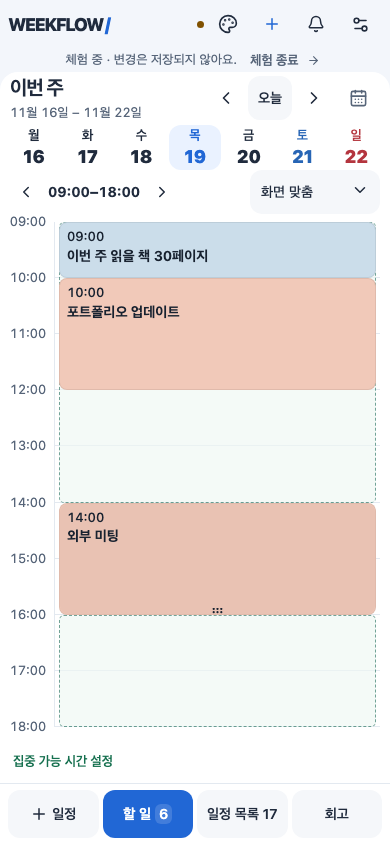 WEEKFLOW/
체험 중 · 변경은 저장되지 않아요. 체험 종료 →
이번 주
11월 16일 – 11월 22일
오늘
월 화 수 목 금 토 일
16 17 18 19 20 21 22
09:00–18:00
화면 맞춤
09:00
09:00
이번 주 읽을 책 30페이지
10:00
10:00
포트폴리오 업데이트
11:00
12:00
13:00
14:00
14:00
외부 미팅
15:00
16:00
17:00
18:00
집중 가능 시간 설정
+ 일정
할 일 6
일정 목록 17
회고